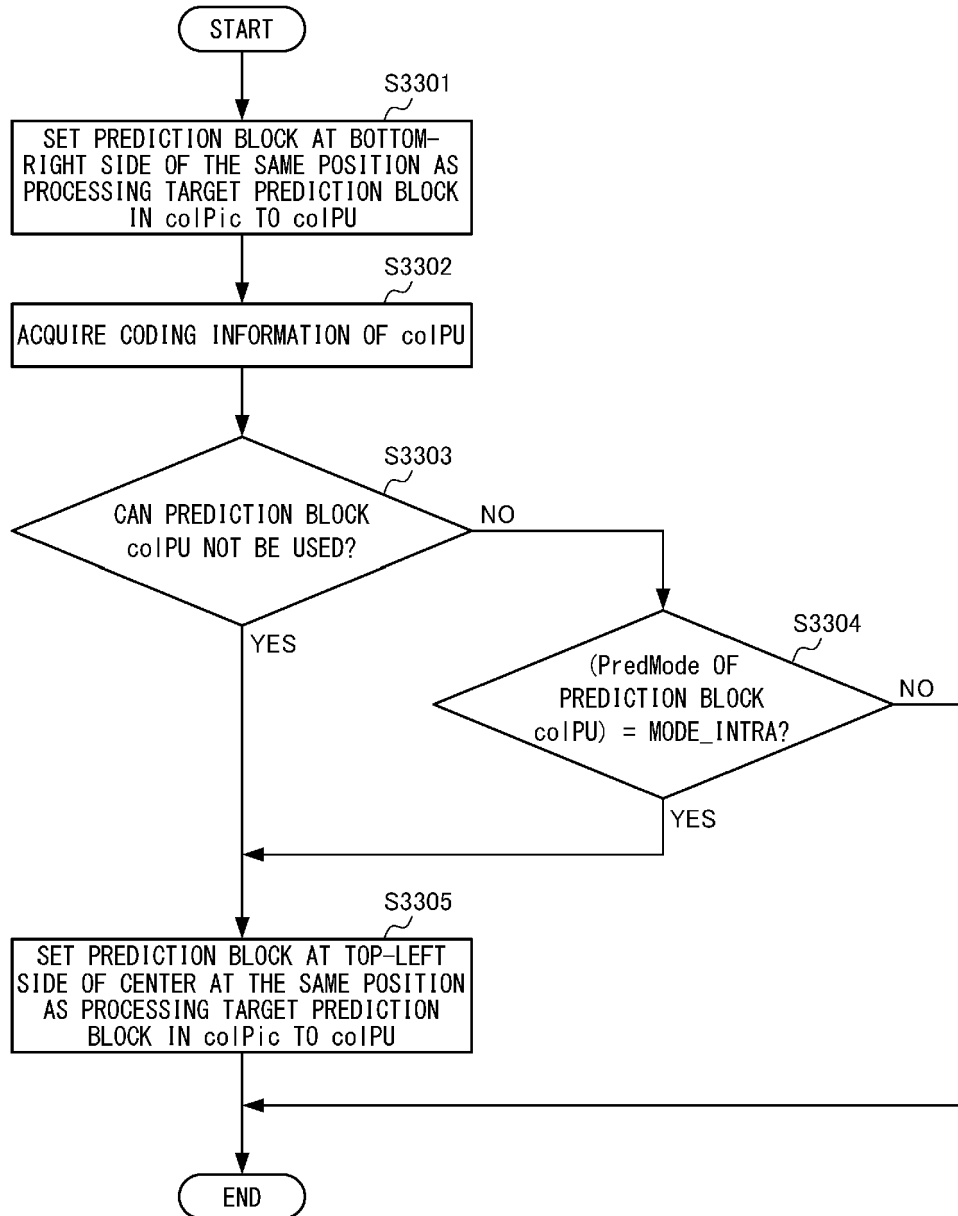 START
S3301
SET PREDICTION BLOCK AT BOTTOM-
RIGHT SIDE OF THE SAME POSITION AS
PROCESSING TARGET PREDICTION BLOCK
IN colPic TO colPU
S3302
ACQUIRE CODING INFORMATION OF colPU
S3303
CAN PREDICTION BLOCK
colPU NOT BE USED?
NO
YES
S3304
(PredMode OF
PREDICTION BLOCK
colPU) = MODE_INTRA?
NO
YES
S3305
SET PREDICTION BLOCK AT TOP-LEFT
SIDE OF CENTER AT THE SAME POSITION
AS PROCESSING TARGET PREDICTION
BLOCK IN colPic TO colPU
END